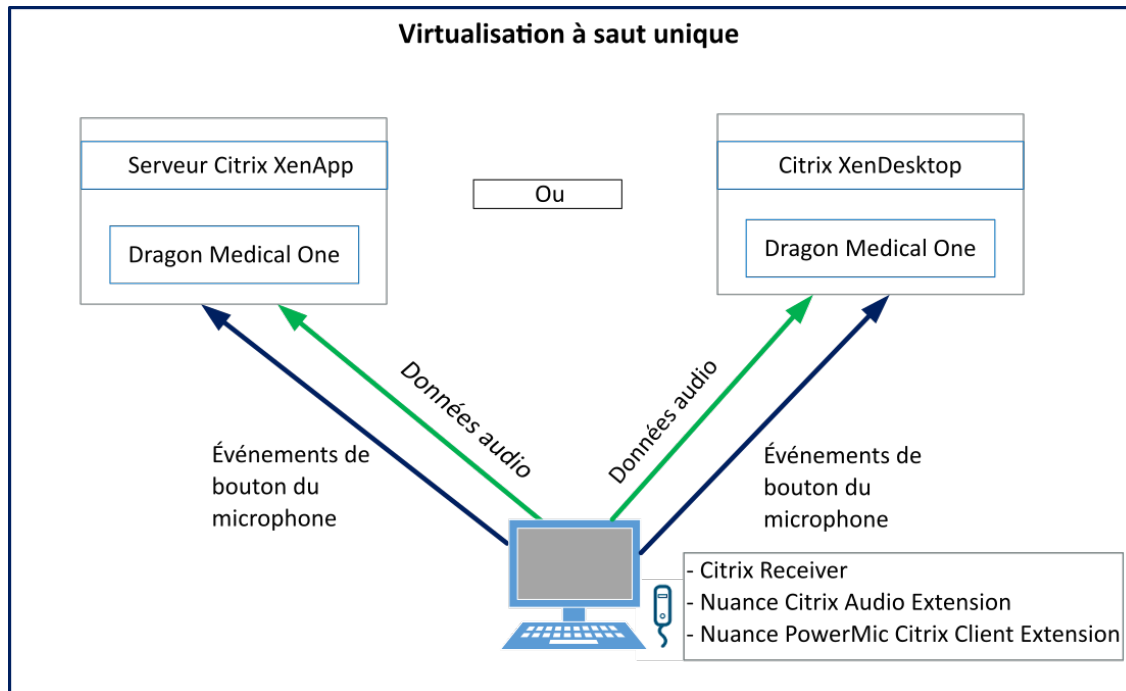 Virtualisation à saut unique
Serveur Citrix XenApp
Dragon Medical One
Ou
Citrix XenDesktop
Dragon Medical One
Données audio
Données audio
Événements de
bouton du
microphone
Événements de
bouton du
microphone
- Citrix Receiver
- Nuance Citrix Audio Extension
- Nuance PowerMic Citrix Client Extension